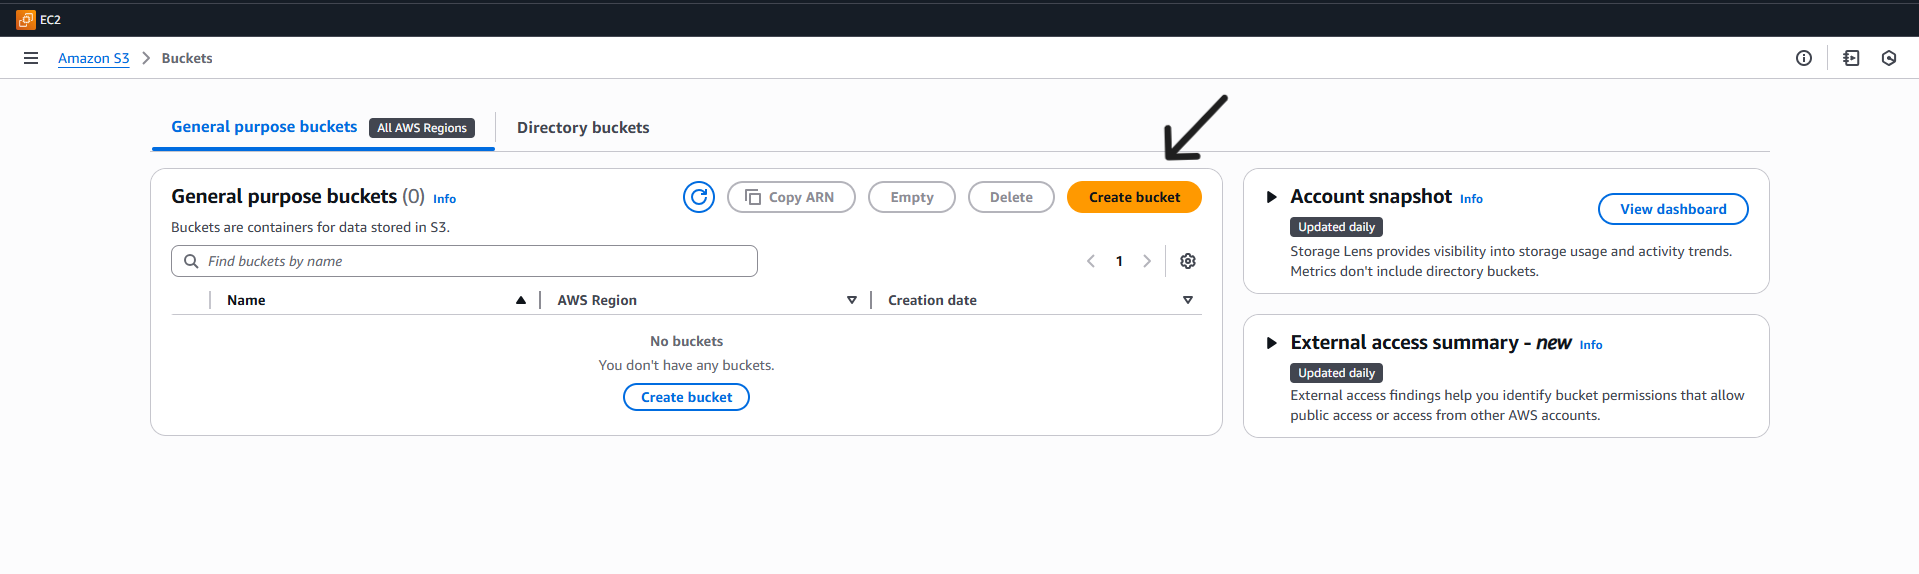 EC2
Amazon S3 > Buckets
General purpose buckets All AWS Regions
Directory buckets
General purpose buckets (0) Info
Copy ARN
Empty
Delete
Create bucket
Buckets are containers for data stored in S3.
Find buckets by name
1
Name
AWS Region
Creation date
No buckets
You don't have any buckets.
Create bucket
Account snapshot Info
View dashboard
Updated daily
Storage Lens provides visibility into storage usage and activity trends.
Metrics don't include directory buckets.
External access summary - new Info
Updated daily
External access findings help you identify bucket permissions that allow
public access or access from other AWS accounts.